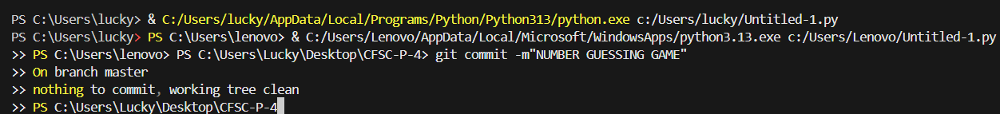 PS C:\Users\lucky> & C:/Users/lucky/AppData/Local/Programs/Python/Python313/python.exe c:/Users/lucky/Untitled-1.py
PS C:\Users\lucky> PS C:\Users\lenovo> & C:/Users/Lenovo/AppData/Local/Microsoft/WindowsApps/python3.13.exe c:/Users/Lenovo/Untitled-1.py
>> PS C:\Users\lenovo> PS C:\Users\Lucky\Desktop\CFSC-P-4> git commit -m"NUMBER GUESSING GAME"
>> On branch master
>> nothing to commit, working tree clean
>> PS C:\Users\Lucky\Desktop\CFSC-P-4